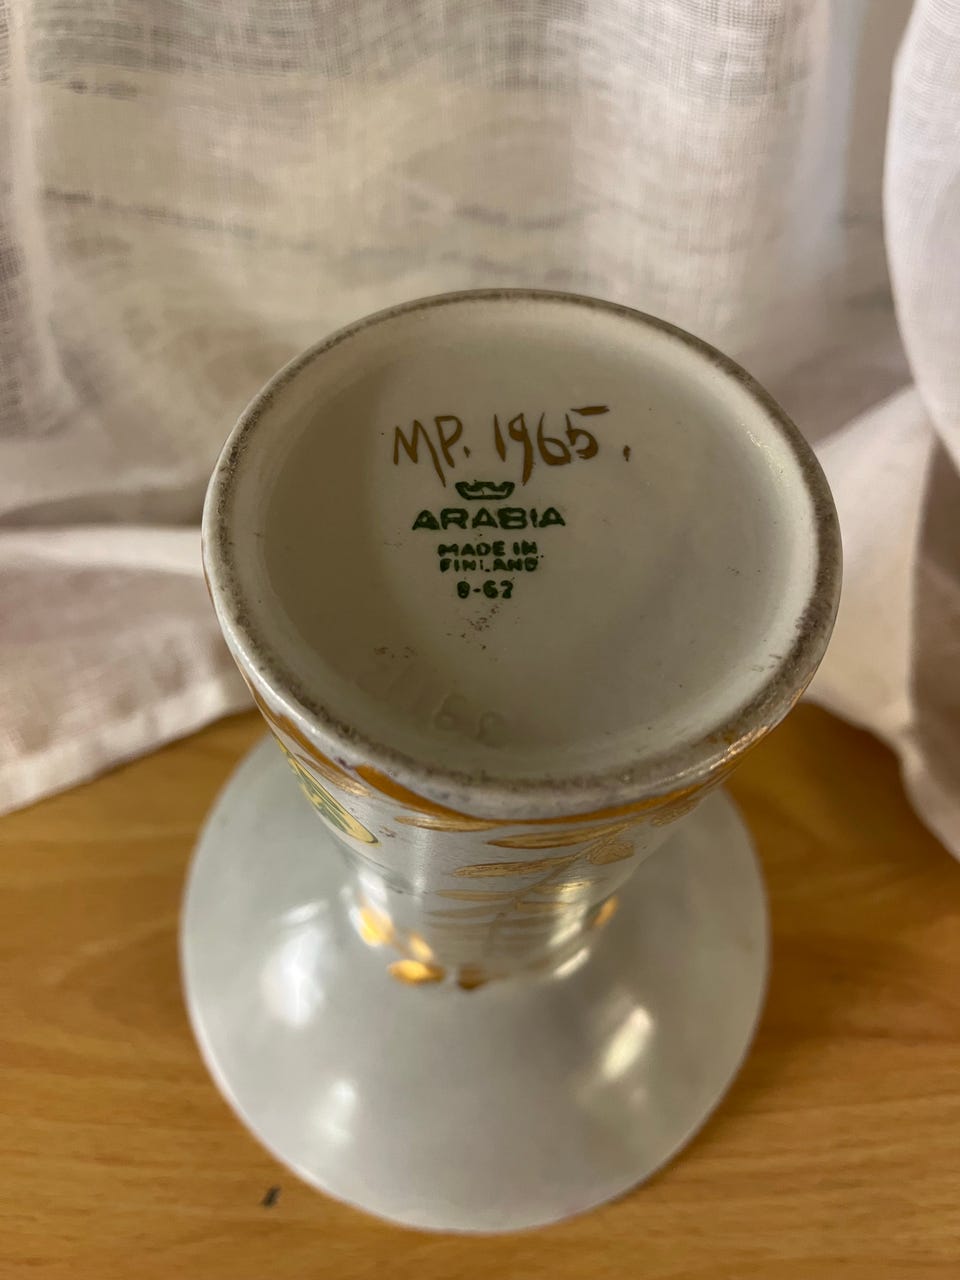 MP. 1965.
ARABIA
MADE IN
FINLAND
8-62